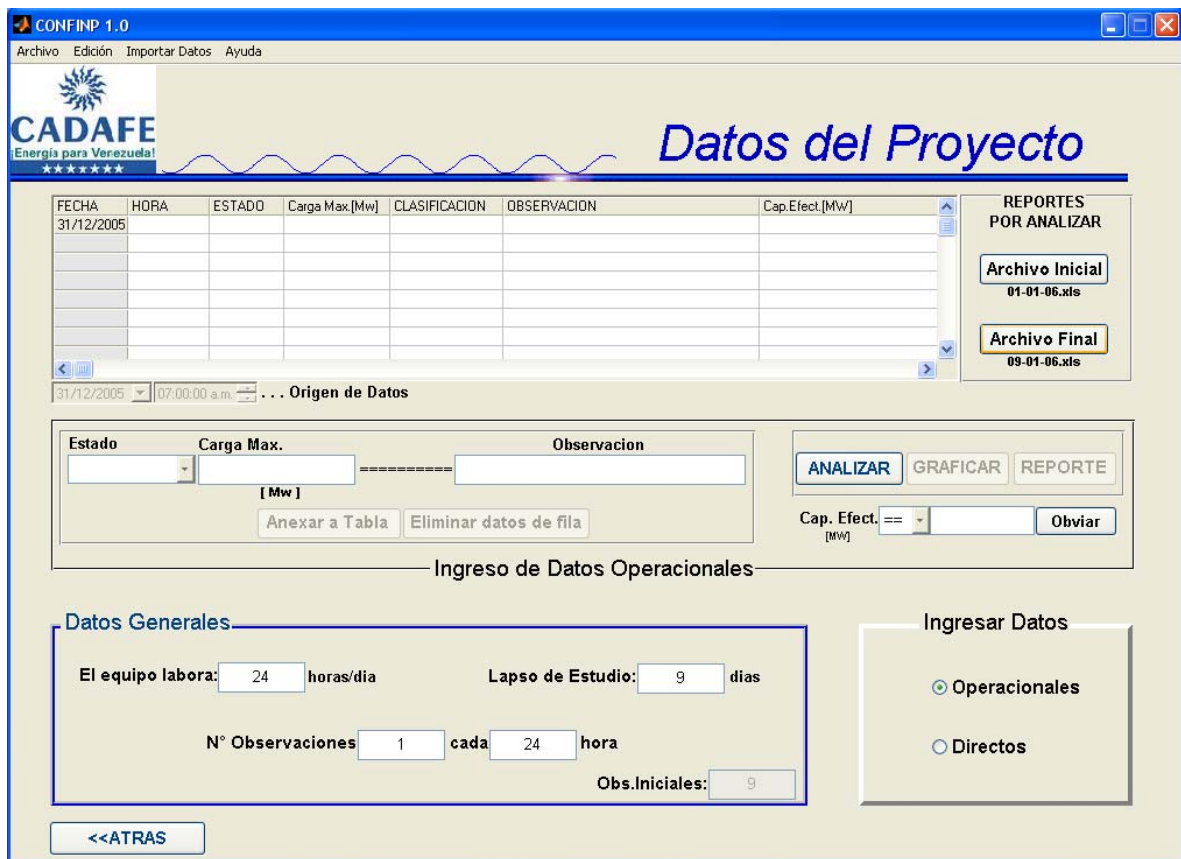 CONFINP 1.0
Archivo Edición Importar Datos Ayuda
CADAFE
¡Energía para Venezuela!
Datos del Proyecto
FECHA HORA ESTADO Carga Max.[Mw] CLASIFICACION OBSERVACION Cap.Efect.[MW]
31/12/2005
REPORTES
POR ANALIZAR
Archivo Inicial
01-01-06.xls
Archivo Final
09-01-06.xls
31/12/2005 07:00:00 a.m. . . . Origen de Datos
Estado Carga Max. Observacion
==========
[ Mw ]
Anexar a Tabla Eliminar datos de fila
ANALIZAR GRAFICAR REPORTE
Cap. Efect. == Obviar
[MW]
Ingreso de Datos Operacionales
Datos Generales
El equipo labora: 24 horas/dia Lapso de Estudio: 9 dias
N° Observaciones 1 cada 24 hora
Obs.Iniciales: 9
Ingresar Datos
Operacionales
Directos
<<ATRAS